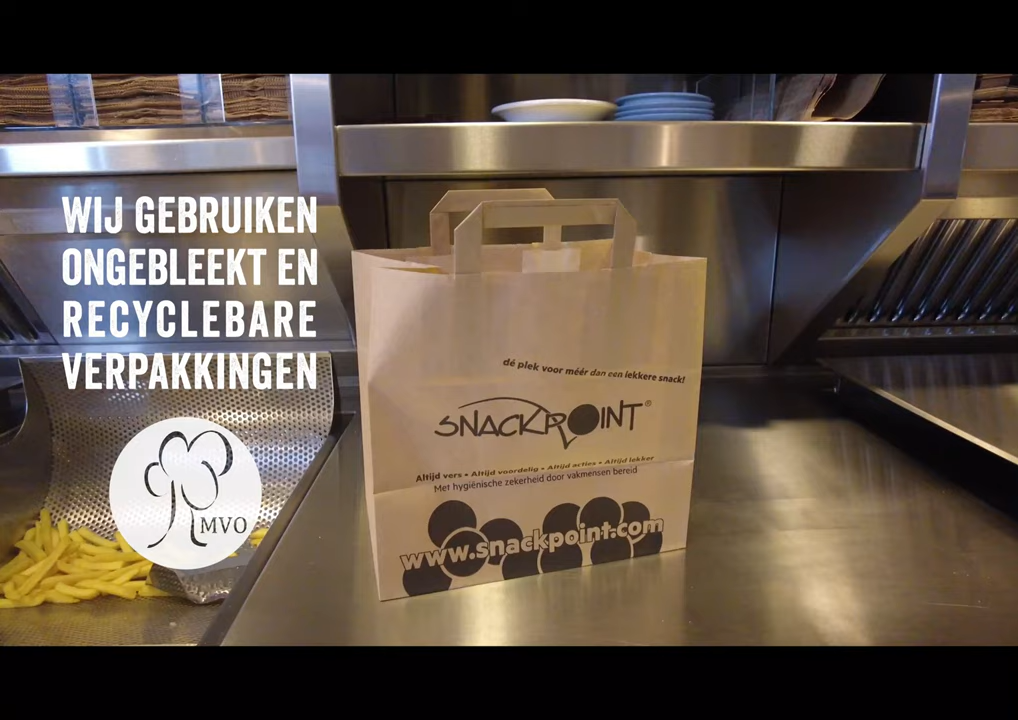 WIJ GEBRUIKEN
ONGEBLEEKT EN
RECYCLEBARE
VERPAKKINGEN
MVO
dé plek voor méér dan een lekkere snack!
SNACKPOINT®
Altijd vers • Altijd voordelig • Altijd acties • Altijd lekker
Met hygiënische zekerheid door vakmensen bereid
www.snackpoint.com